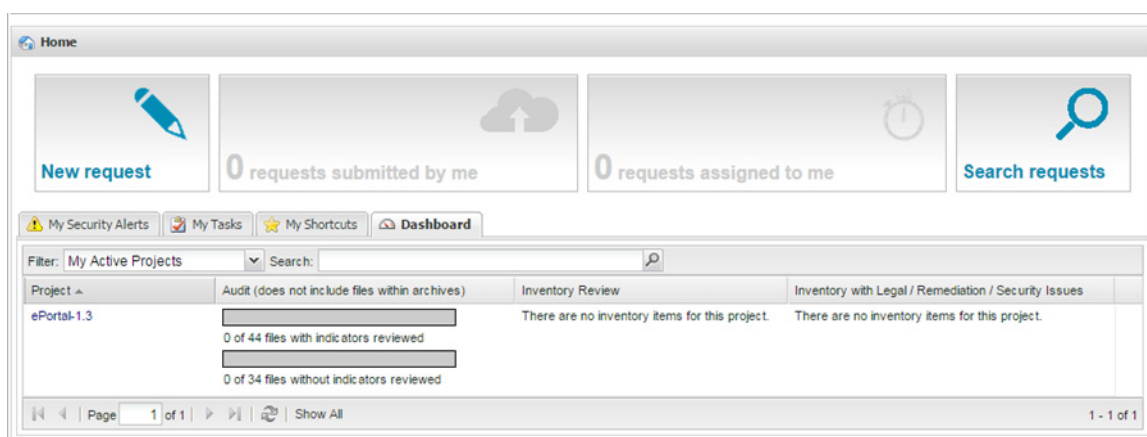 Home
New request
0 requests submitted by me
0 requests assigned to me
Search requests
My Security Alerts My Tasks My Shortcuts Dashboard
Filter: My Active Projects Search:
Project Audit (does not include files within archives) Inventory Review Inventory with Legal / Remediation / Security Issues
ePortal-1.3 There are no inventory items for this project. There are no inventory items for this project.
0 of 44 files with indicators reviewed
0 of 34 files without indicators reviewed
Page 1 of 1 Show All 1 - 1 of 1